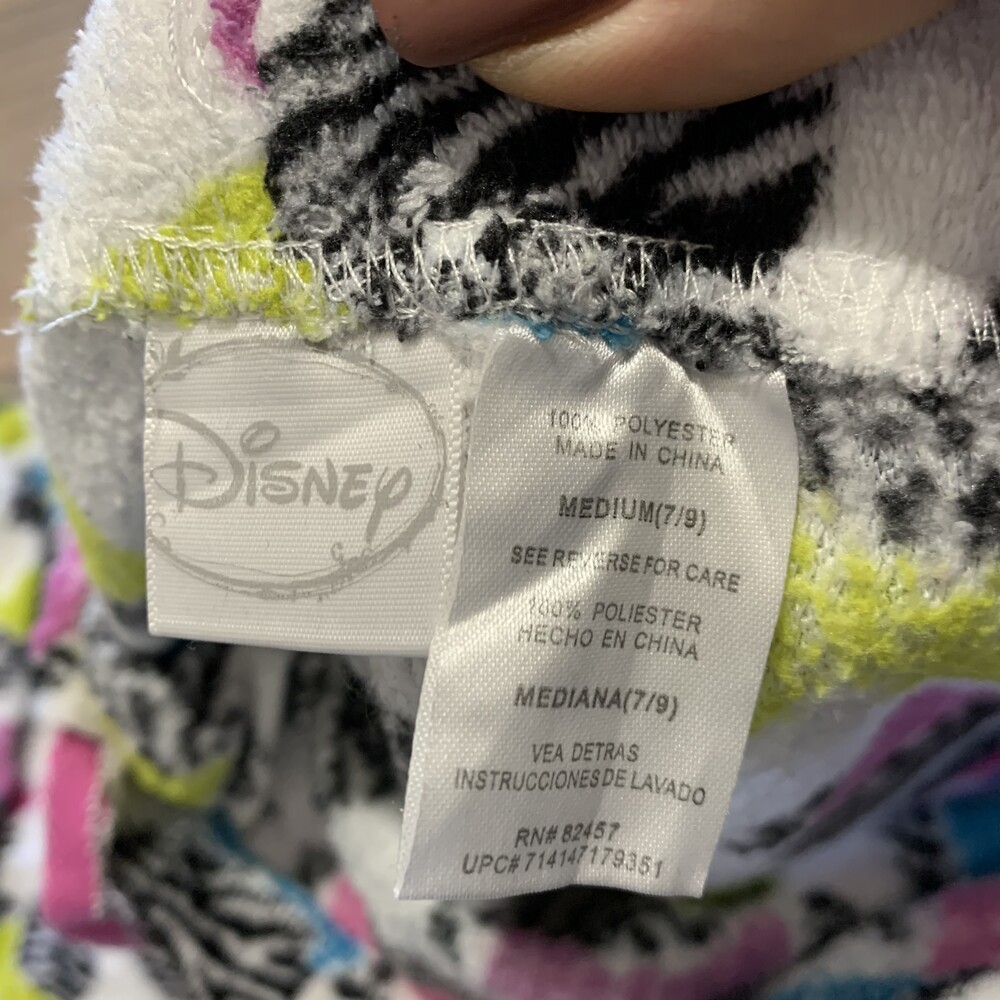 Disney
100% POLYESTER
MADE IN CHINA
MEDIUM(7/9)
SEE REVERSE FOR CARE
100% POLIESTER
HECHO EN CHINA
MEDIANA(7/9)
VEA DETRAS
INSTRUCCIONES DE LAVADO
RN# 82457
UPC# 714147179351